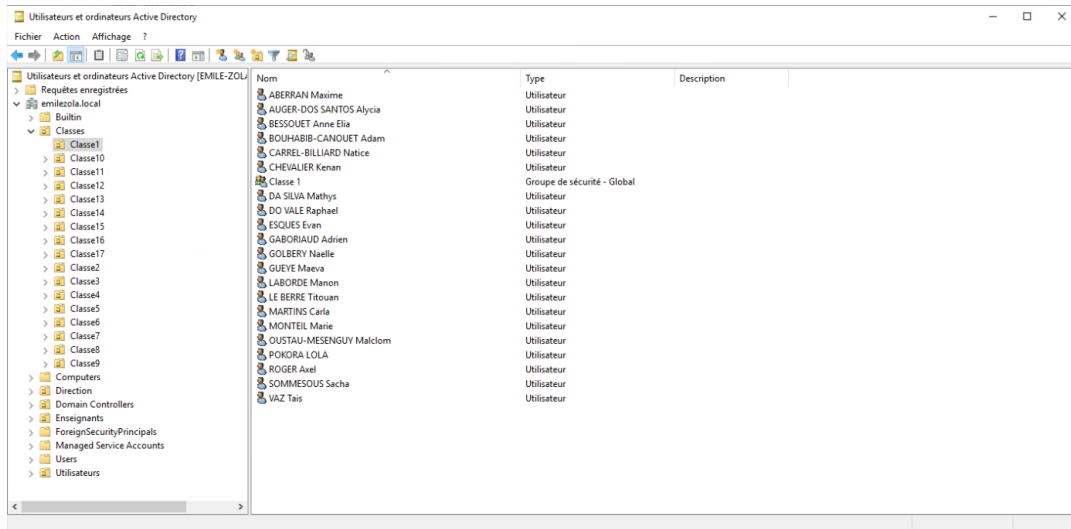 Utilisateurs et ordinateurs Active Directory
Fichier Action Affichage ?
Utilisateurs et ordinateurs Active Directory [EMILE-ZOLA
Requêtes enregistrées
emilezola.local
Builtin
Classes
Classe1
Classe10
Classe11
Classe12
Classe13
Classe14
Classe15
Classe16
Classe17
Classe2
Classe3
Classe4
Classe5
Classe6
Classe7
Classe8
Classe9
Computers
Direction
Domain Controllers
Enseignants
ForeignSecurityPrincipals
Managed Service Accounts
Users
Utilisateurs
Nom Type Description
ABERRAN Maxime Utilisateur
AUGER-DOS SANTOS Alycia Utilisateur
BESSOUET Anne Elia Utilisateur
BOUHABIB-CANOUET Adam Utilisateur
CARREL-BILLIARD Natice Utilisateur
CHEVALIER Kenan Utilisateur
Classe 1 Groupe de sécurité - Global
DA SILVA Mathys Utilisateur
DO VALE Raphael Utilisateur
ESQUES Evan Utilisateur
GABORIAUD Adrien Utilisateur
GOLBERY Naelle Utilisateur
GUEYE Maeva Utilisateur
LABORDE Manon Utilisateur
LE BERRE Titouan Utilisateur
MARTINS Carla Utilisateur
MONTEIL Marie Utilisateur
OUSTAU-MESENGUY Malclom Utilisateur
POKORA LOLA Utilisateur
ROGER Axel Utilisateur
SOMMESOUS Sacha Utilisateur
VAZ Tais Utilisateur